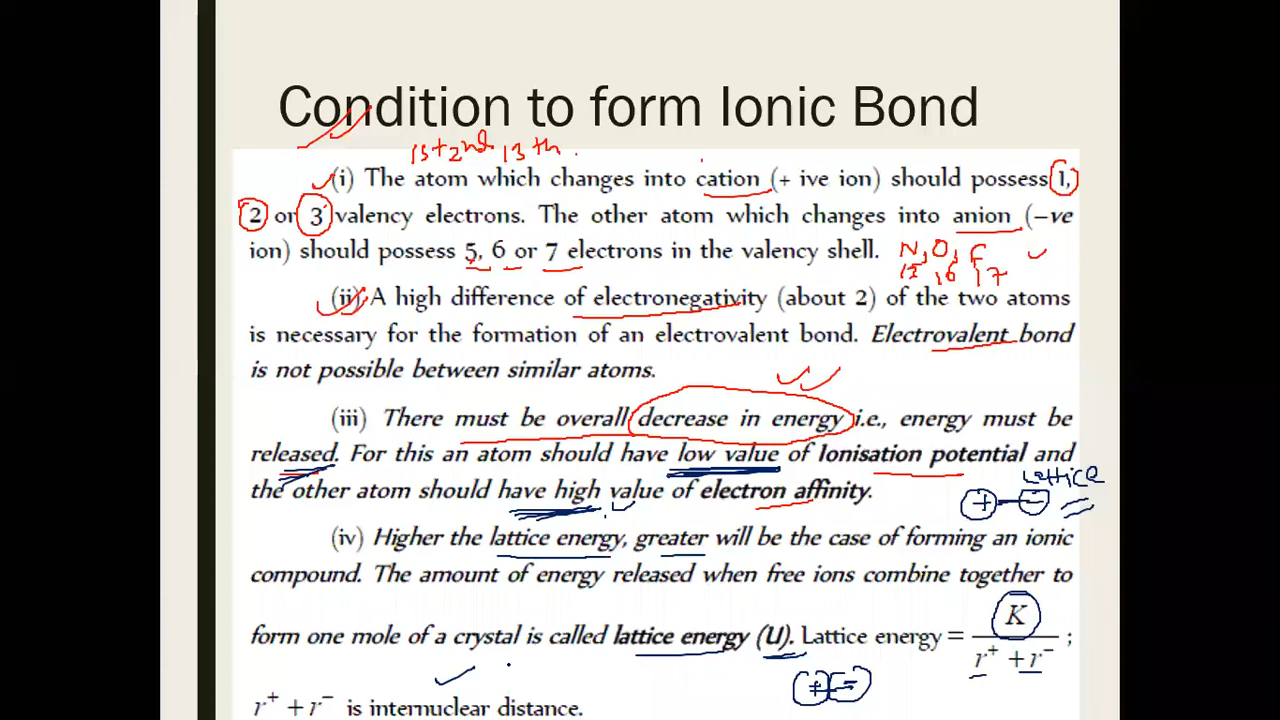 Condition to form Ionic Bond
1st 2nd 13th
(i) The atom which changes into cation (+ ive ion) should possess 1,
2 or 3 valency electrons. The other atom which changes into anion (–ve
ion) should possess 5, 6 or 7 electrons in the valency shell. N, O, F
15, 16 17
(ii) A high difference of electronegativity (about 2) of the two atoms
is necessary for the formation of an electrovalent bond. Electrovalent bond
is not possible between similar atoms.
(iii) There must be overall decrease in energy i.e., energy must be
released. For this an atom should have low value of Ionisation potential and
Lattice
the other atom should have high value of electron affinity.
+ -
(iv) Higher the lattice energy, greater will be the case of forming an ionic
compound. The amount of energy released when free ions combine together to
form one mole of a crystal is called lattice energy (U). Lattice energy = K / r⁺ + r⁻ ;
+ -
r⁺ + r⁻ is internuclear distance.